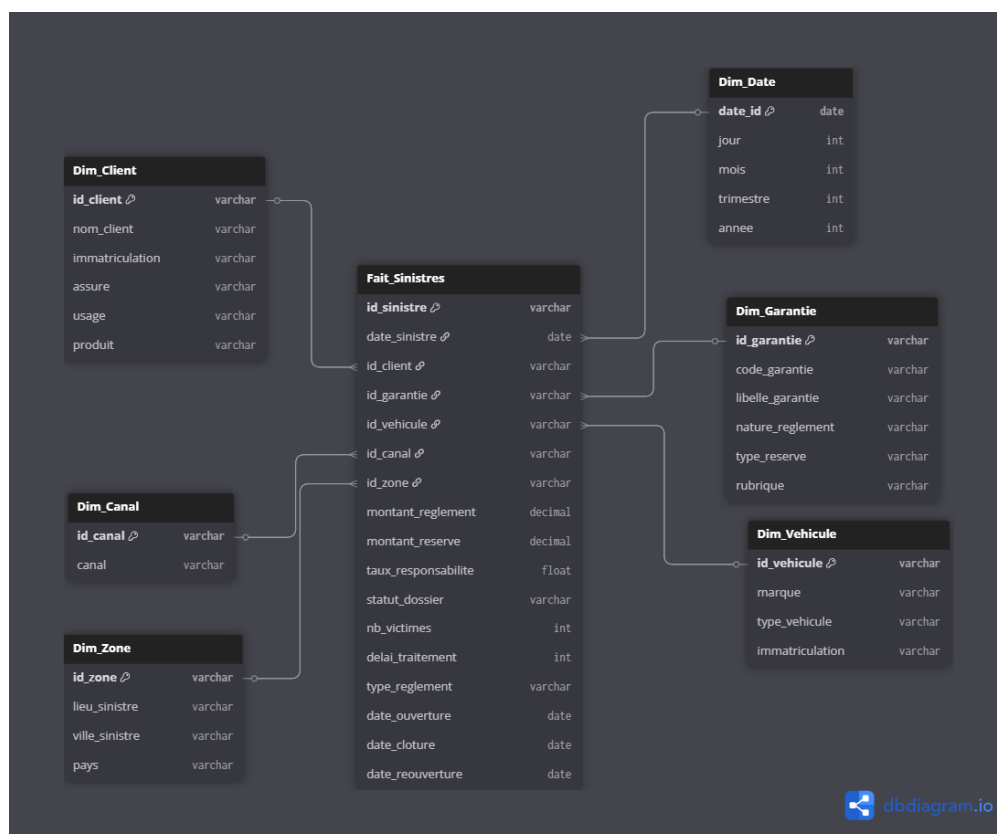 Dim_Date
date_id date
jour int
mois int
trimestre int
annee int
Dim_Client
id_client varchar
nom_client varchar
immatriculation varchar
assure varchar
usage varchar
produit varchar
Fait_Sinistres
id_sinistre varchar
date_sinistre date
id_client varchar
id_garantie varchar
id_vehicule varchar
id_canal varchar
id_zone varchar
montant_reglement decimal
montant_reserve decimal
taux_responsabilite float
statut_dossier varchar
nb_victimes int
delai_traitement int
type_reglement varchar
date_ouverture date
date_cloture date
date_reouverture date
Dim_Garantie
id_garantie varchar
code_garantie varchar
libelle_garantie varchar
nature_reglement varchar
type_reserve varchar
rubrique varchar
Dim_Canal
id_canal varchar
canal varchar
Dim_Vehicule
id_vehicule varchar
marque varchar
type_vehicule varchar
immatriculation varchar
Dim_Zone
id_zone varchar
lieu_sinistre varchar
ville_sinistre varchar
pays varchar
dbdiagram.io